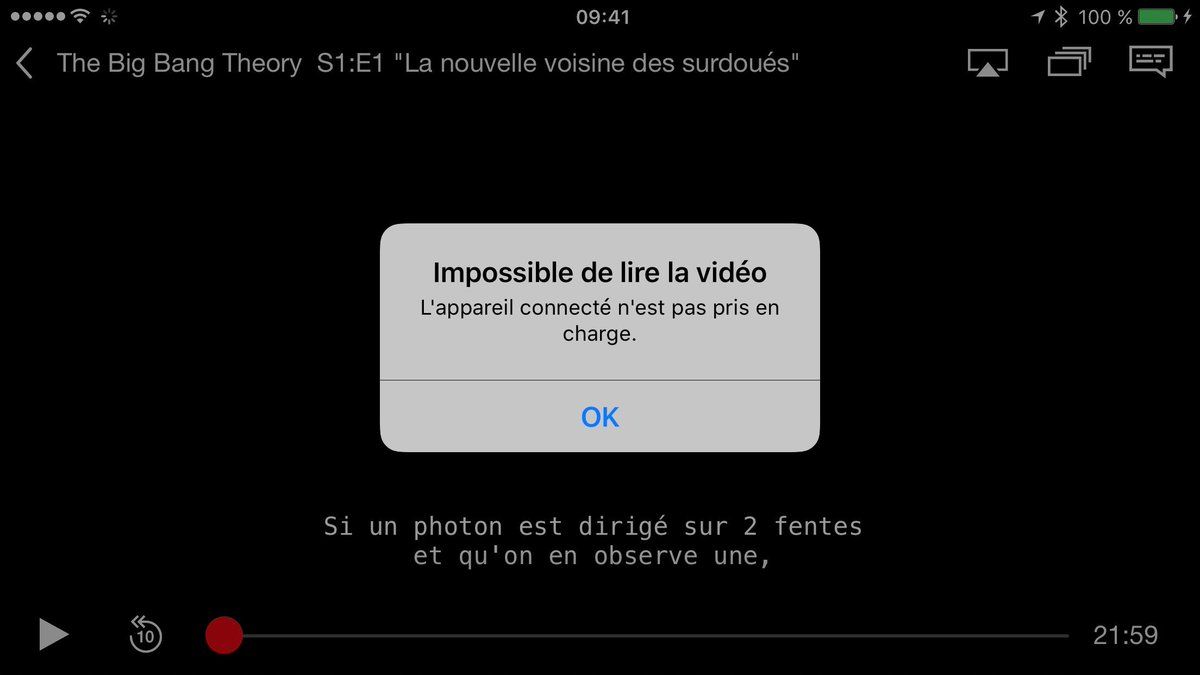 09:41
100 %
The Big Bang Theory S1:E1 "La nouvelle voisine des surdoués"
Impossible de lire la vidéo
L'appareil connecté n'est pas pris en
charge.
OK
Si un photon est dirigé sur 2 fentes
et qu'on en observe une,
10
21:59